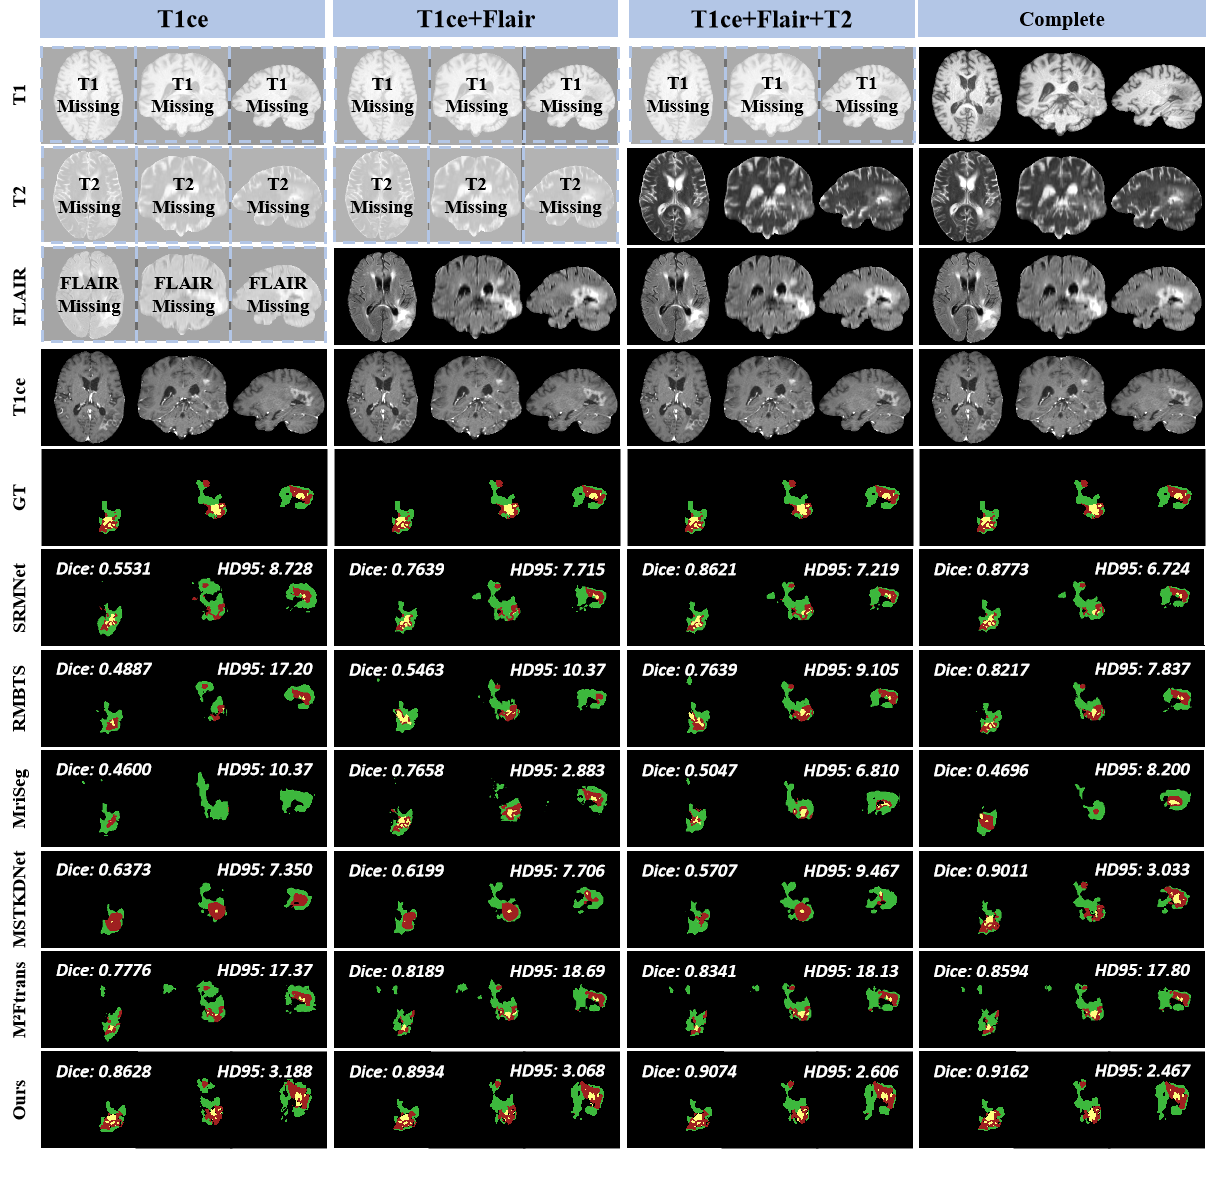 T1ce T1ce+Flair T1ce+Flair+T2 Complete
T1
T1 T1 T1 T1 T1 T1 T1 T1 T1
Missing Missing Missing Missing Missing Missing Missing Missing Missing
T2
T2 T2 T2 T2 T2 T2
Missing Missing Missing Missing Missing Missing
FLAIR
FLAIR FLAIR FLAIR
Missing Missing Missing
T1ce
GT
SRMNet
Dice: 0.5531 HD95: 8.728 Dice: 0.7639 HD95: 7.715 Dice: 0.8621 HD95: 7.219 Dice: 0.8773 HD95: 6.724
RMBTS
Dice: 0.4887 HD95: 17.20 Dice: 0.5463 HD95: 10.37 Dice: 0.7639 HD95: 9.105 Dice: 0.8217 HD95: 7.837
MriSeg
Dice: 0.4600 HD95: 10.37 Dice: 0.7658 HD95: 2.883 Dice: 0.5047 HD95: 6.810 Dice: 0.4696 HD95: 8.200
MSTKDNet
Dice: 0.6373 HD95: 7.350 Dice: 0.6199 HD95: 7.706 Dice: 0.5707 HD95: 9.467 Dice: 0.9011 HD95: 3.033
M²Ftrans
Dice: 0.7776 HD95: 17.37 Dice: 0.8189 HD95: 18.69 Dice: 0.8341 HD95: 18.13 Dice: 0.8594 HD95: 17.80
Ours
Dice: 0.8628 HD95: 3.188 Dice: 0.8934 HD95: 3.068 Dice: 0.9074 HD95: 2.606 Dice: 0.9162 HD95: 2.467